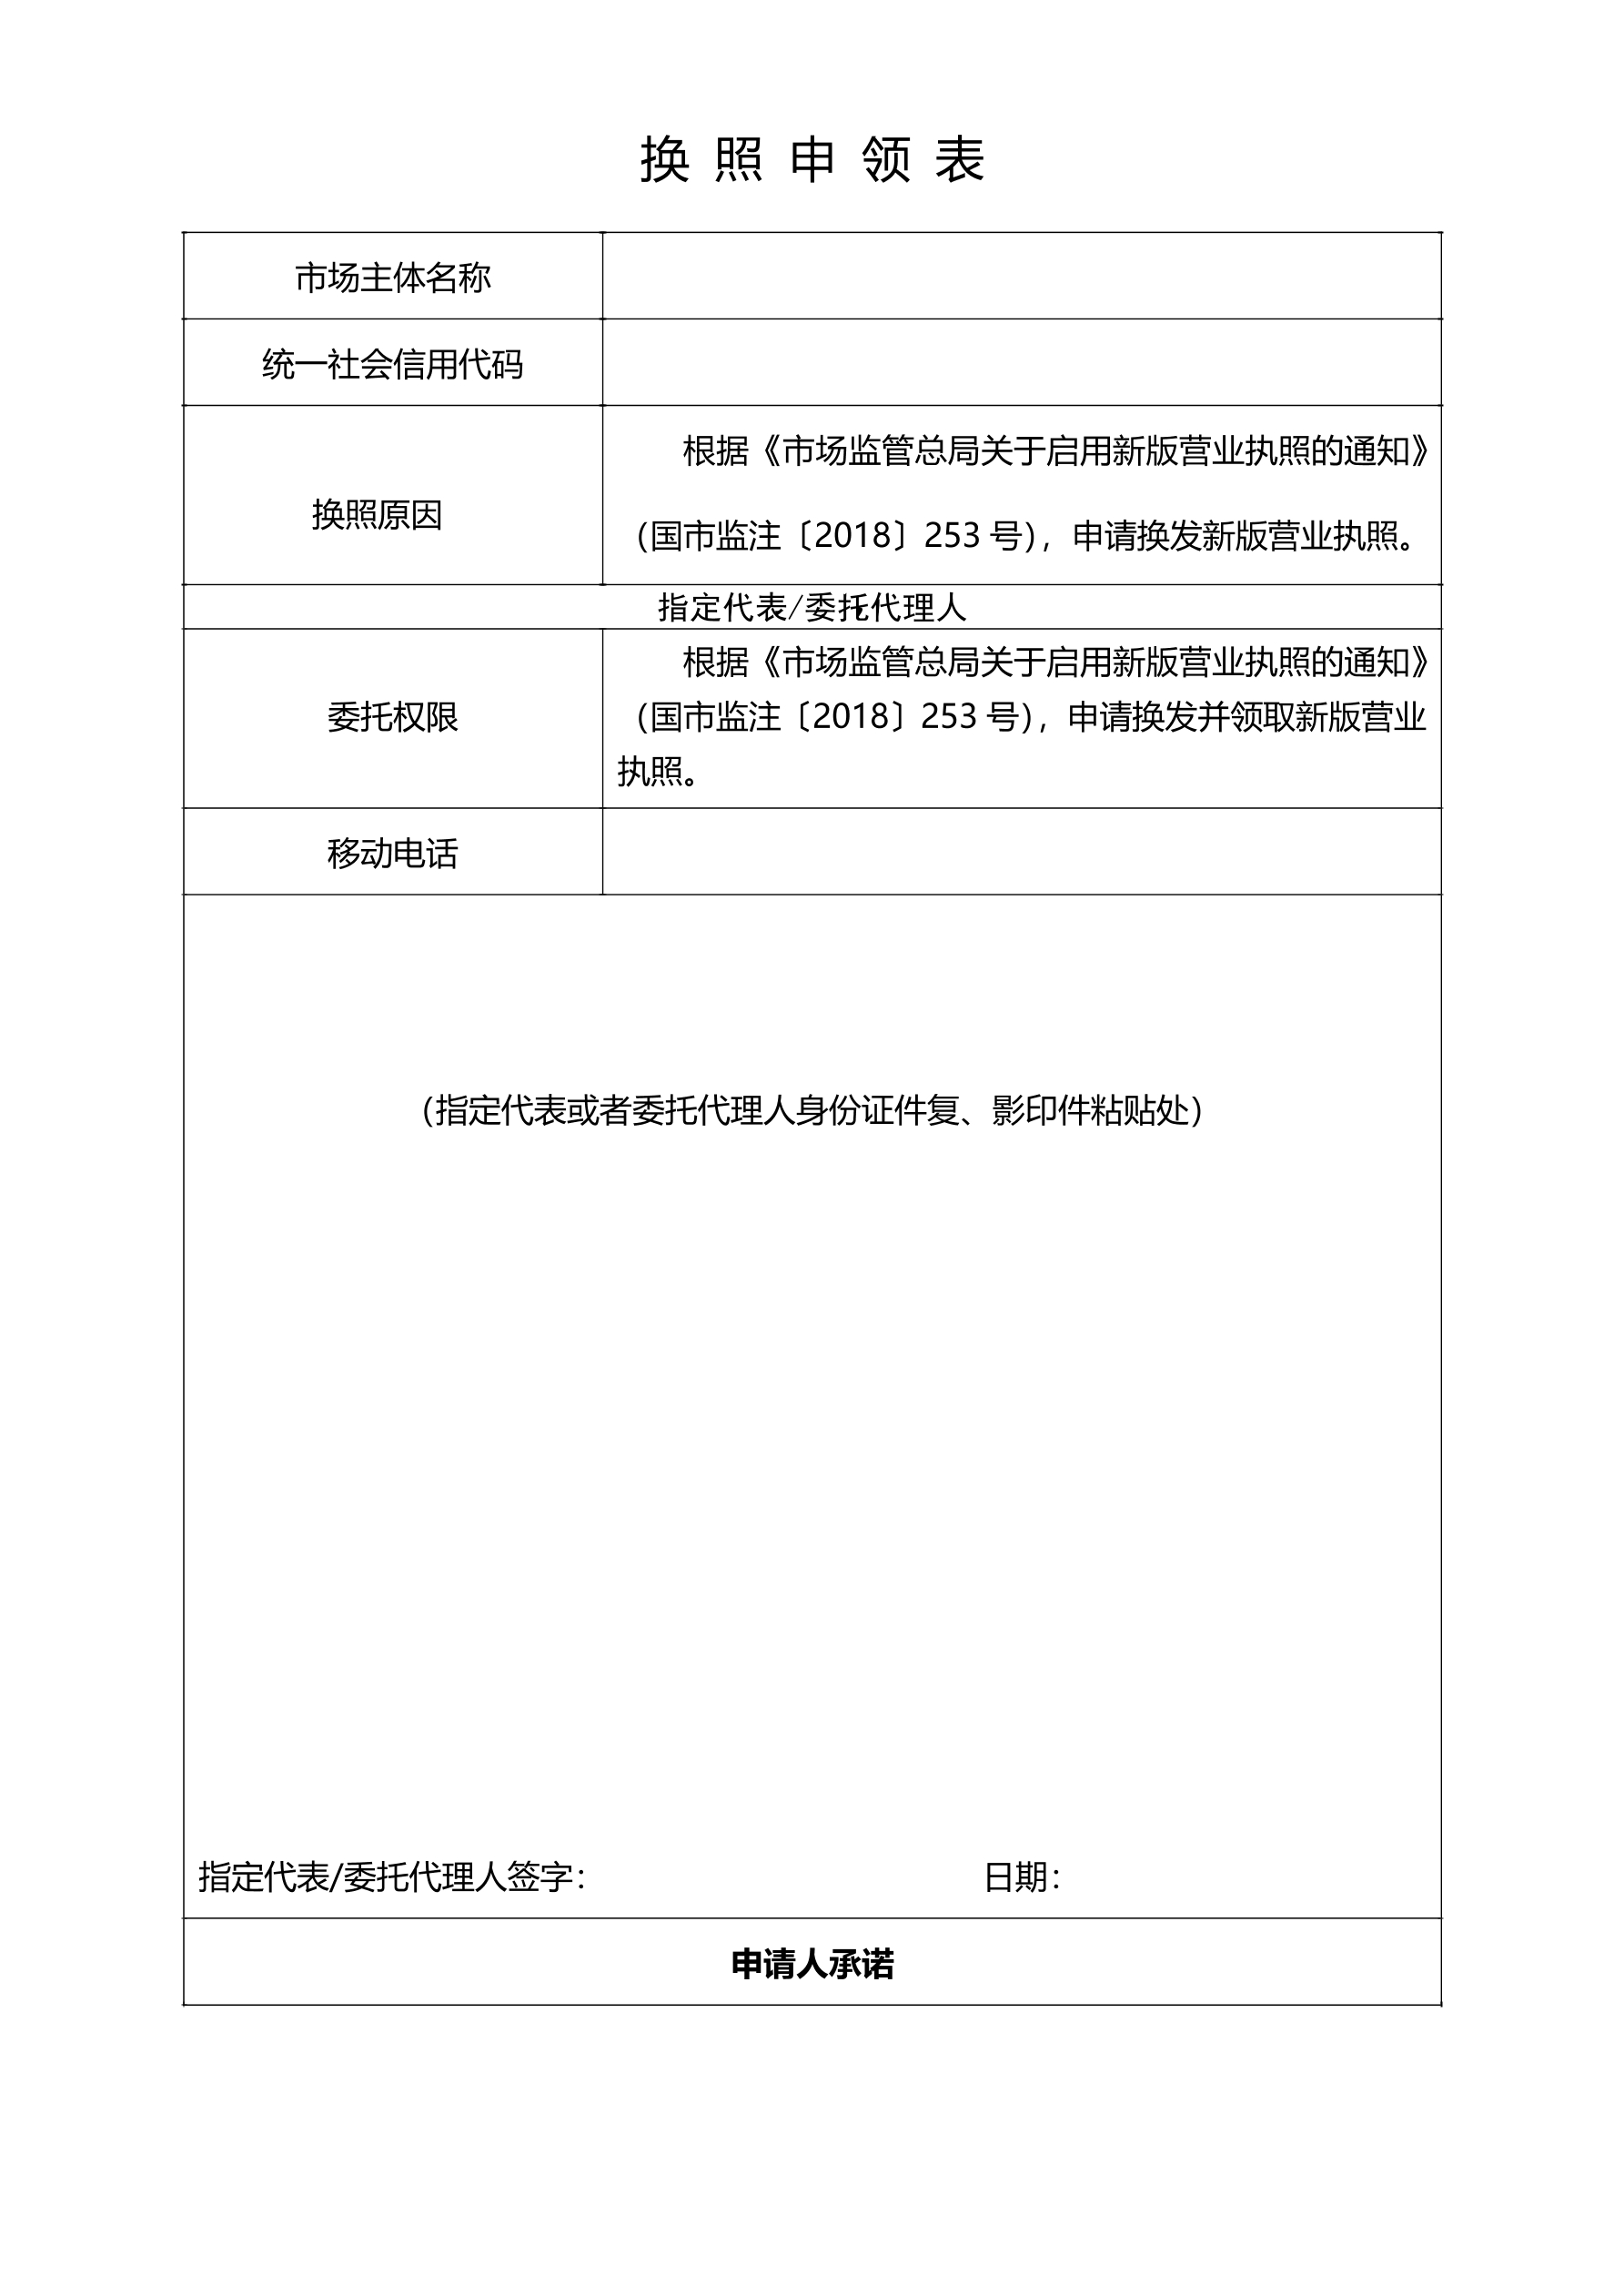 换 照 申 领 表
市场主体名称
统一社会信用代码
换照原因
根据《市场监管总局关于启用新版营业执照的通知》
（国市监注〔2018〕253 号），申请换发新版营业执照。
指定代表/委托代理人
委托权限
根据《市场监管总局关于启用新版营业执照的通知》
（国市监注〔2018〕253 号），申请换发并领取新版营业
执照。
移动电话
（指定代表或者委托代理人身份证件复、影印件粘贴处）
指定代表/委托代理人签字： 日期：
申请人承诺